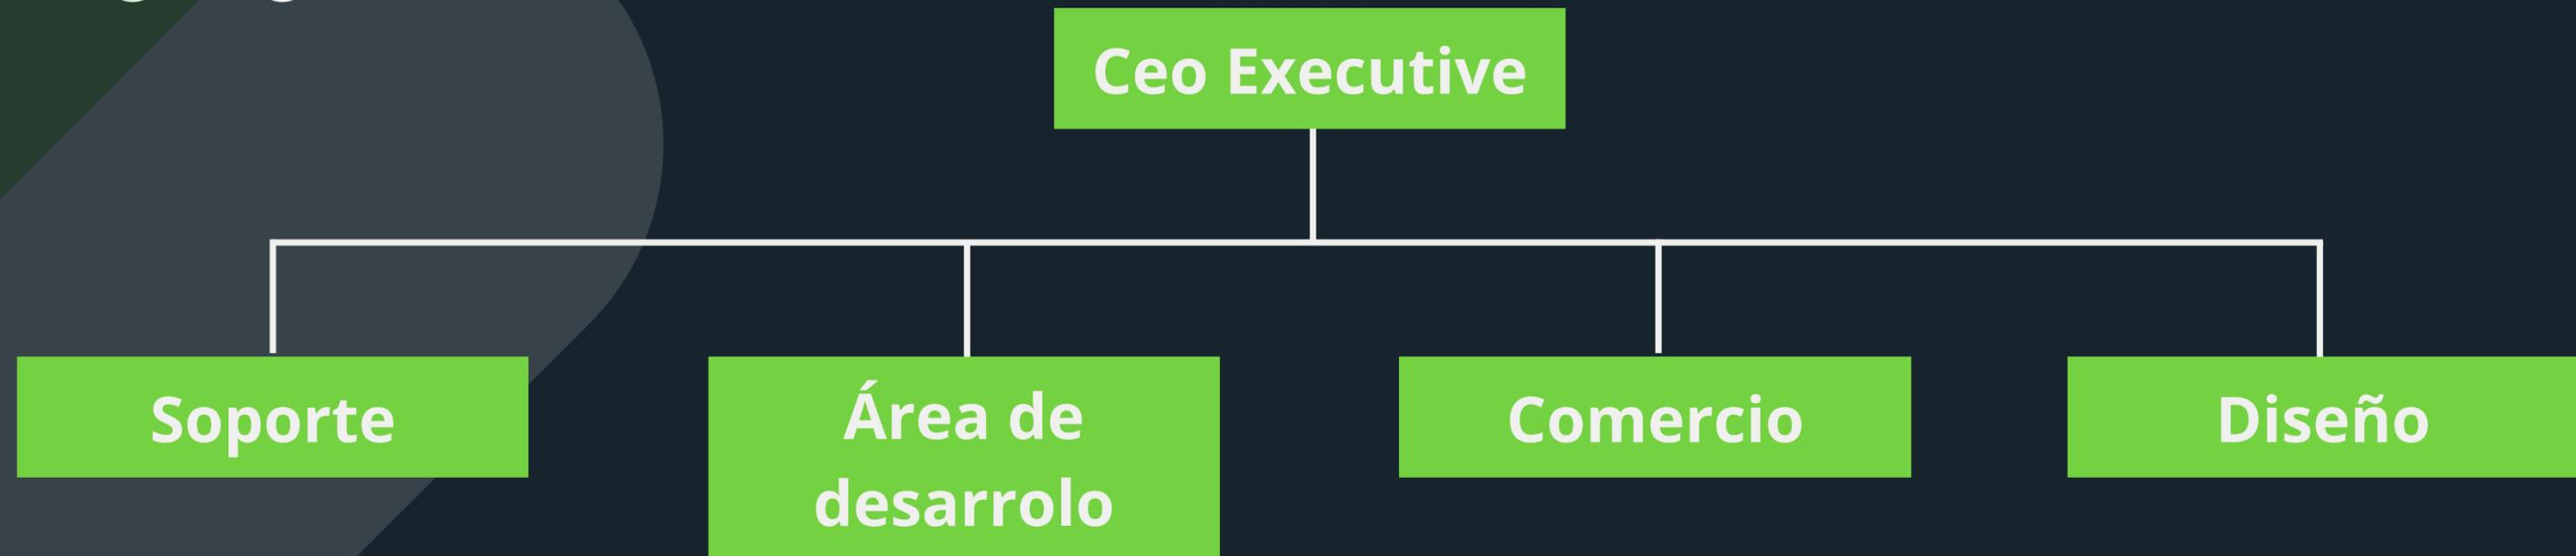 Ceo Executive
Soporte
Área de
desarrolo
Comercio
Diseño